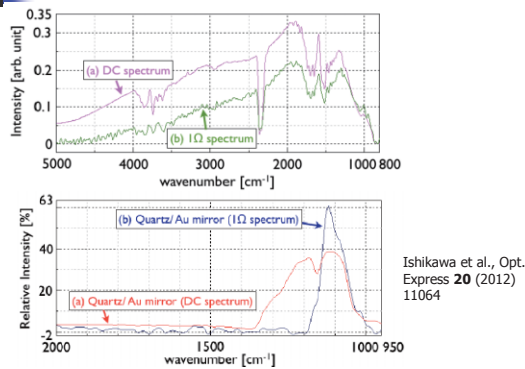 0.35
0.3
0.2
0.1
0
Intensity [arb. unit]
(a) DC spectrum
(b) 1Ω spectrum
5000 4000 3000 2000 1000 800
wavenumber [cm⁻¹]
63
40
20
-2
Relative Intensity [%]
(b) Quartz/ Au mirror (1Ω spectrum)
(a) Quartz/ Au mirror (DC spectrum)
2000 1500 1000 950
wavenumber [cm⁻¹]
Ishikawa et al., Opt.
Express 20 (2012)
11064